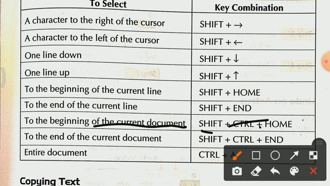 To Select Key Combination
A character to the right of the cursor SHIFT + →
A character to the left of the cursor SHIFT + ←
One line down SHIFT + ↓
One line up SHIFT + ↑
To the beginning of the current line SHIFT + HOME
To the end of the current line SHIFT + END
To the beginning of the current document SHIFT + CTRL + HOME
To the end of the current document SHIFT + CTRL + END
Entire document CTRL +
Copying Text